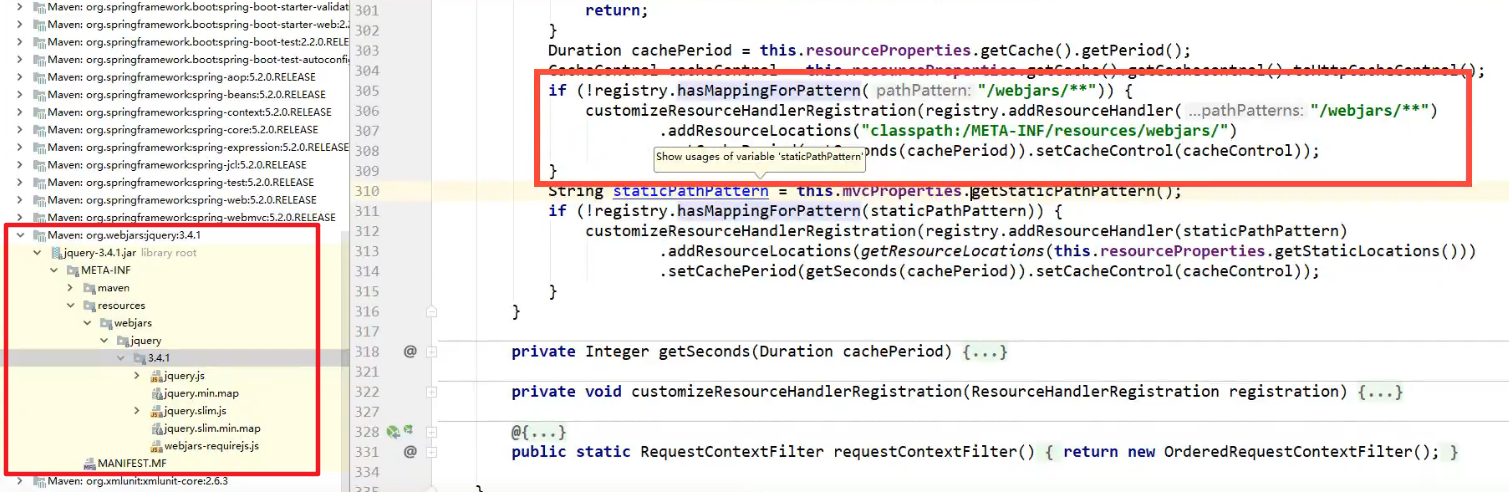 Maven: org.springframework.boot:spring-boot-starter-validat
Maven: org.springframework.boot:spring-boot-starter-web:2.2
Maven: org.springframework.boot:spring-boot-test:2.2.0.RELE
Maven: org.springframework.boot:spring-boot-test-autoconfig
Maven: org.springframework:spring-aop:5.2.0.RELEASE
Maven: org.springframework:spring-beans:5.2.0.RELEASE
Maven: org.springframework:spring-context:5.2.0.RELEASE
Maven: org.springframework:spring-core:5.2.0.RELEASE
Maven: org.springframework:spring-expression:5.2.0.RELEASE
Maven: org.springframework:spring-jcl:5.2.0.RELEASE
Maven: org.springframework:spring-test:5.2.0.RELEASE
Maven: org.springframework:spring-web:5.2.0.RELEASE
Maven: org.springframework:spring-webmvc:5.2.0.RELEASE
Maven: org.webjars:jquery:3.4.1
jquery-3.4.1.jar library root
META-INF
maven
resources
webjars
jquery
3.4.1
jquery.js
jquery.min.map
jquery.slim.js
jquery.slim.min.map
webjars-requirejs.js
MANIFEST.MF
Maven: org.xmlunit:xmlunit-core:2.6.3
301 return;
302 }
303 Duration cachePeriod = this.resourceProperties.getCache().getPeriod();
304 CacheControl cacheControl = this.resourceProperties.getCache().getCachecontrol().toHttpCacheControl();
305 if (!registry.hasMappingForPattern( pathPattern: "/webjars/**")) {
306 customizeResourceHandlerRegistration(registry.addResourceHandler( ...pathPatterns: "/webjars/**")
307 .addResourceLocations("classpath:/META-INF/resources/webjars/")
308 conds(cachePeriod)).setCacheControl(cacheControl));
Show usages of variable 'staticPathPattern'
309 }
310 String staticPathPattern = this.mvcProperties.getStaticPathPattern();
311 if (!registry.hasMappingForPattern(staticPathPattern)) {
312 customizeResourceHandlerRegistration(registry.addResourceHandler(staticPathPattern)
313 .addResourceLocations(getResourceLocations(this.resourceProperties.getStaticLocations()))
314 .setCachePeriod(getSeconds(cachePeriod)).setCacheControl(cacheControl));
315 }
316 }
317
318 @ private Integer getSeconds(Duration cachePeriod) {...}
321
322 private void customizeResourceHandlerRegistration(ResourceHandlerRegistration registration) {...}
327
328 @{...}
331 @ public static RequestContextFilter requestContextFilter() { return new OrderedRequestContextFilter(); }
334
335 }